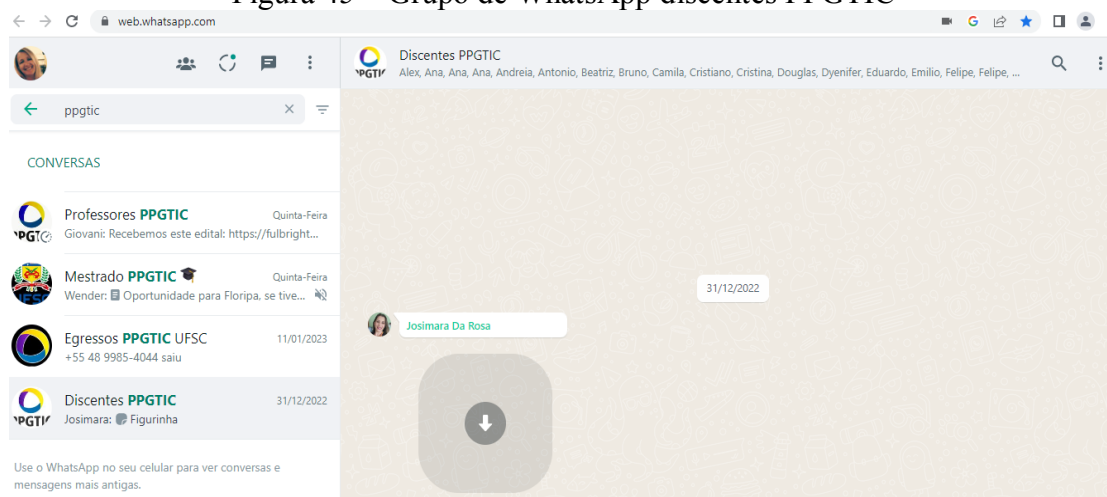 Figura 45 – Grupo de WhatsApp discentes PPGTIC
web.whatsapp.com
Discentes PPGTIC
Alex, Ana, Ana, Ana, Andreia, Antonio, Beatriz, Bruno, Camila, Cristiano, Cristina, Douglas, Dyenifer, Eduardo, Emilio, Felipe, Felipe, ...
ppgtic
CONVERSAS
Professores PPGTIC Quinta-Feira
Giovani: Recebemos este edital: https://fulbright...
Mestrado PPGTIC Quinta-Feira
Wender: Oportunidade para Floripa, se tive...
31/12/2022
Josimara Da Rosa
Egressos PPGTIC UFSC 11/01/2023
+55 48 9985-4044 saiu
Discentes PPGTIC 31/12/2022
Josimara: Figurinha
Use o WhatsApp no seu celular para ver conversas e
mensagens mais antigas.